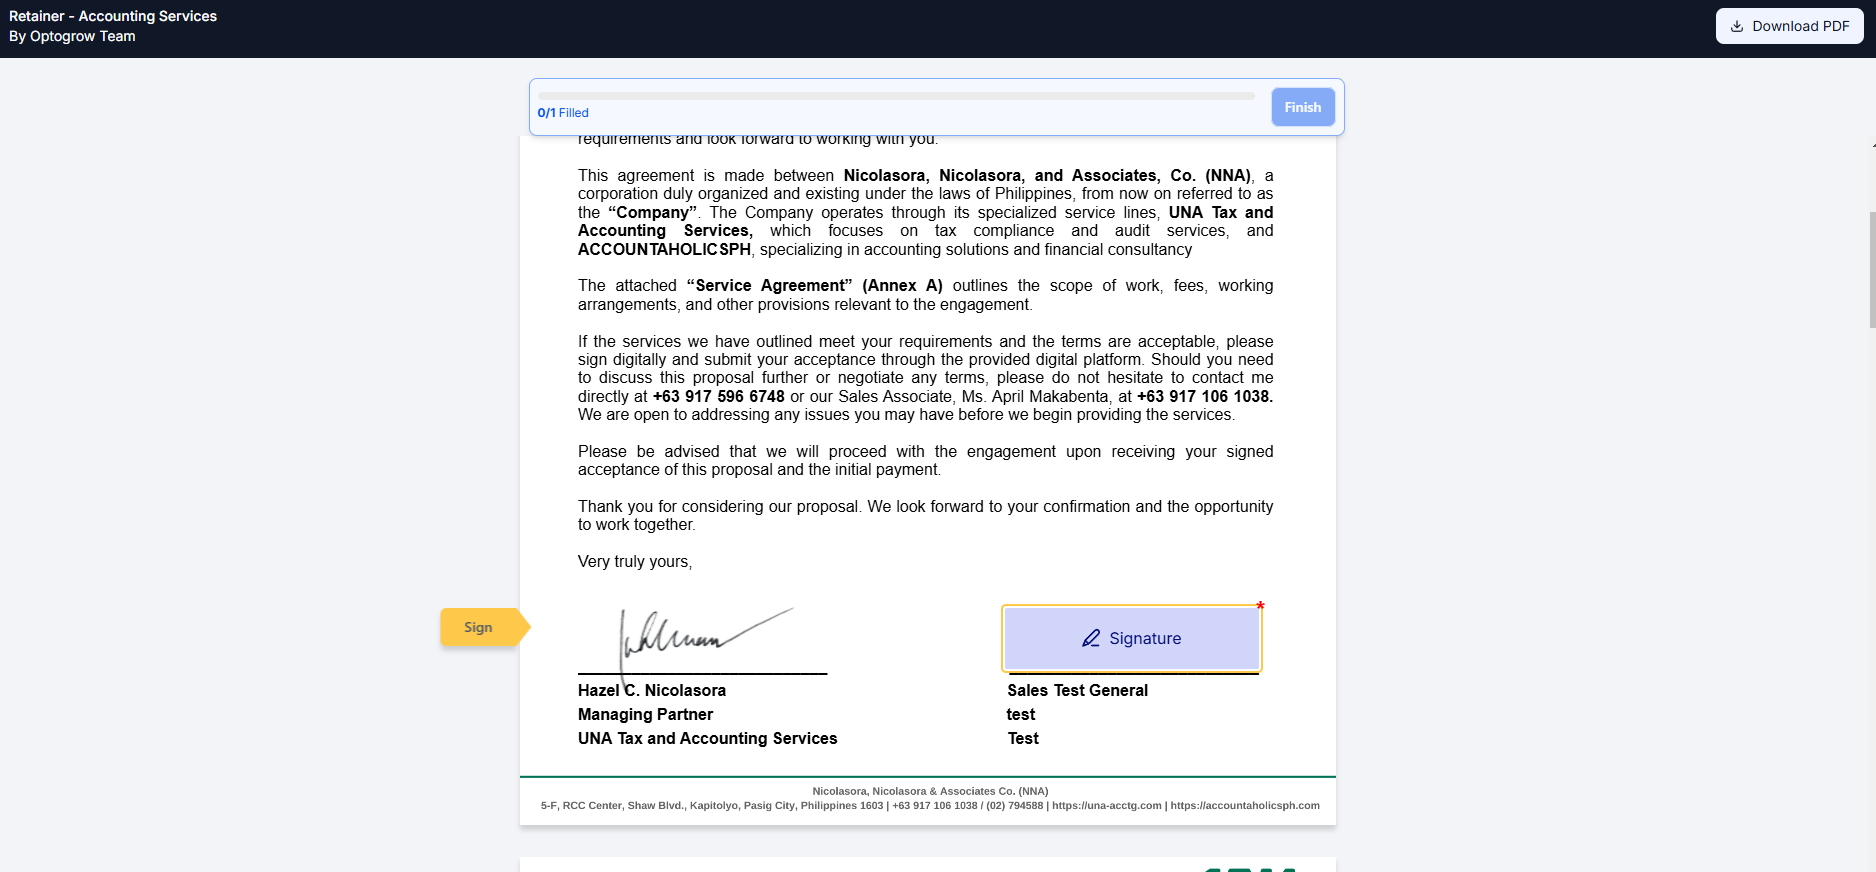 Retainer - Accounting Services
By Optogrow Team
Download PDF
0/1 Filled
Finish
requirements and look forward to working with you.
This agreement is made between Nicolasora, Nicolasora, and Associates, Co. (NNA), a
corporation duly organized and existing under the laws of Philippines, from now on referred to as
the “Company”. The Company operates through its specialized service lines, UNA Tax and
Accounting Services, which focuses on tax compliance and audit services, and
ACCOUNTAHOLICSPH, specializing in accounting solutions and financial consultancy
The attached “Service Agreement” (Annex A) outlines the scope of work, fees, working
arrangements, and other provisions relevant to the engagement.
If the services we have outlined meet your requirements and the terms are acceptable, please
sign digitally and submit your acceptance through the provided digital platform. Should you need
to discuss this proposal further or negotiate any terms, please do not hesitate to contact me
directly at +63 917 596 6748 or our Sales Associate, Ms. April Makabenta, at +63 917 106 1038.
We are open to addressing any issues you may have before we begin providing the services.
Please be advised that we will proceed with the engagement upon receiving your signed
acceptance of this proposal and the initial payment.
Thank you for considering our proposal. We look forward to your confirmation and the opportunity
to work together.
Very truly yours,
Sign
Signature *
Hazel C. Nicolasora
Managing Partner
UNA Tax and Accounting Services
Sales Test General
test
Test
Nicolasora, Nicolasora & Associates Co. (NNA)
5-F, RCC Center, Shaw Blvd., Kapitolyo, Pasig City, Philippines 1603 | +63 917 106 1038 / (02) 794588 | https://una-acctg.com | https://accountaholicsph.com